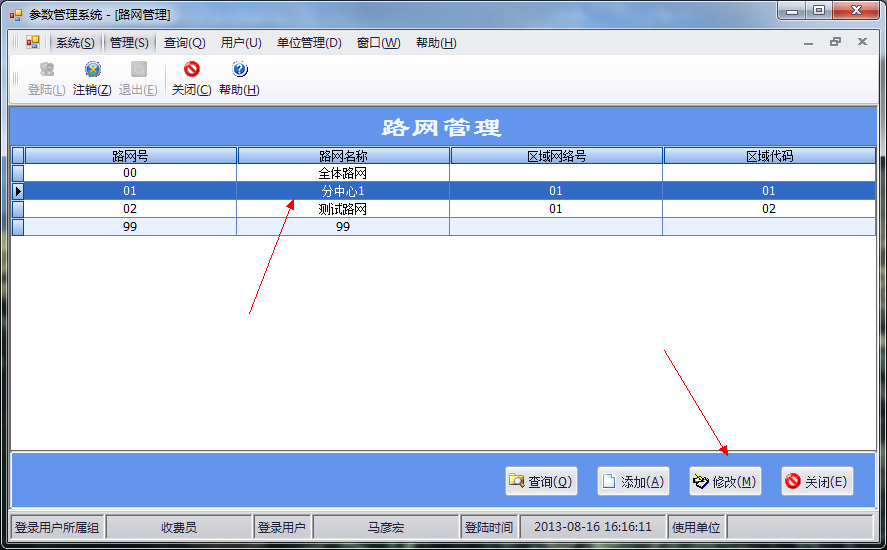 参数管理系统 - [路网管理]
系统(S) 管理(S) 查询(Q) 用户(U) 单位管理(D) 窗口(W) 帮助(H)
登陆(L) 注销(Z) 退出(E) 关闭(C) 帮助(H)
路网管理
路网号 路网名称 区域网络号 区域代码
00 全体路网
01 分中心1 01 01
02 测试路网 01 02
99 99
查询(Q) 添加(A) 修改(M) 关闭(E)
登录用户所属组 收费员 登录用户 马彦宏 登陆时间 2013-08-16 16:16:11 使用单位